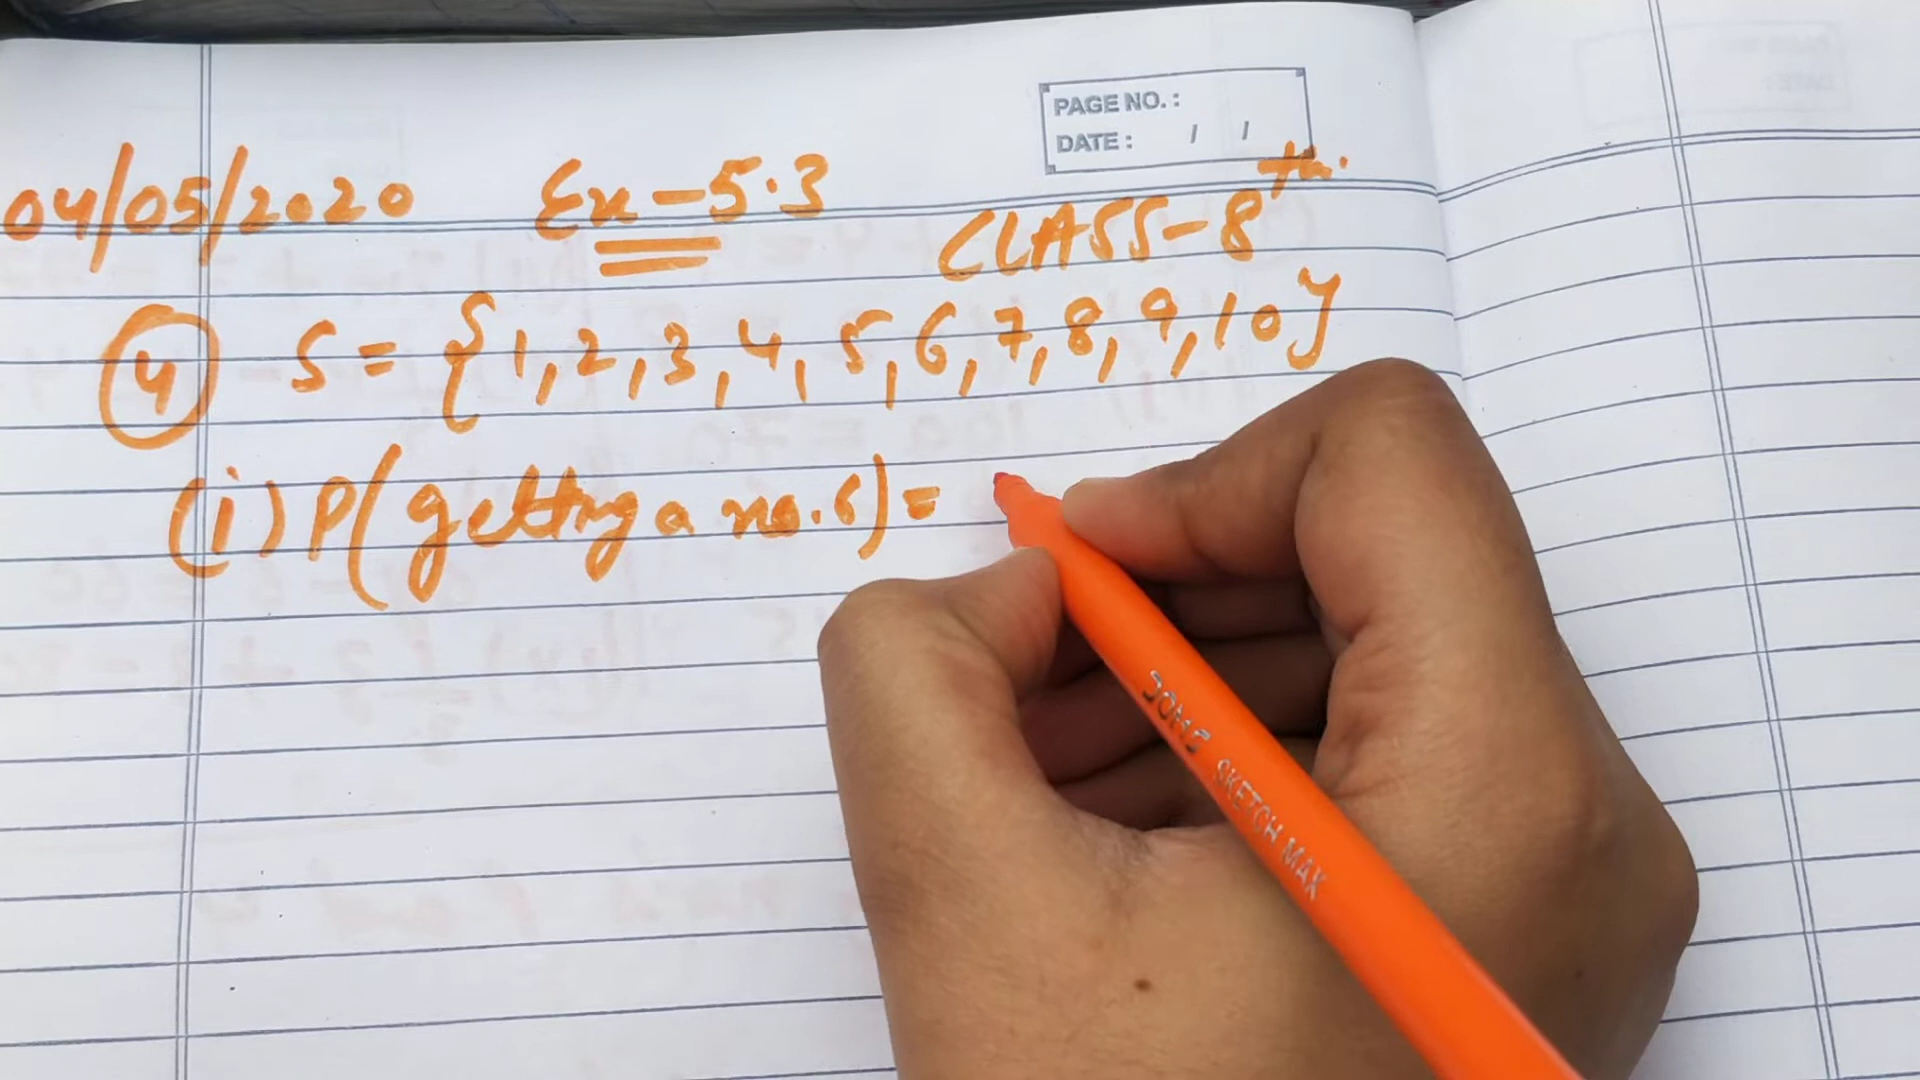 PAGE NO. :
DATE : / /
04/05/2020 Ex-5.3 CLASS-8th.
4 S = {1,2,3,4,5,6,7,8,9,10}
(i) P(getting a no.6) =
DOMS SKETCH MAX